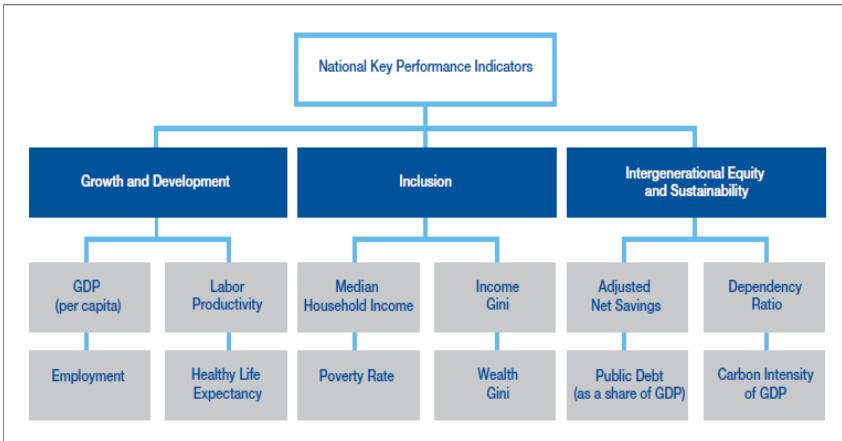 National Key Performance Indicators
Growth and Development
Inclusion
Intergenerational Equity
and Sustainability
GDP
(per capita)
Labor
Productivity
Median
Household Income
Income
Gini
Adjusted
Net Savings
Dependency
Ratio
Employment
Healthy Life
Expectancy
Poverty Rate
Wealth
Gini
Public Debt
(as a share of GDP)
Carbon Intensity
of GDP